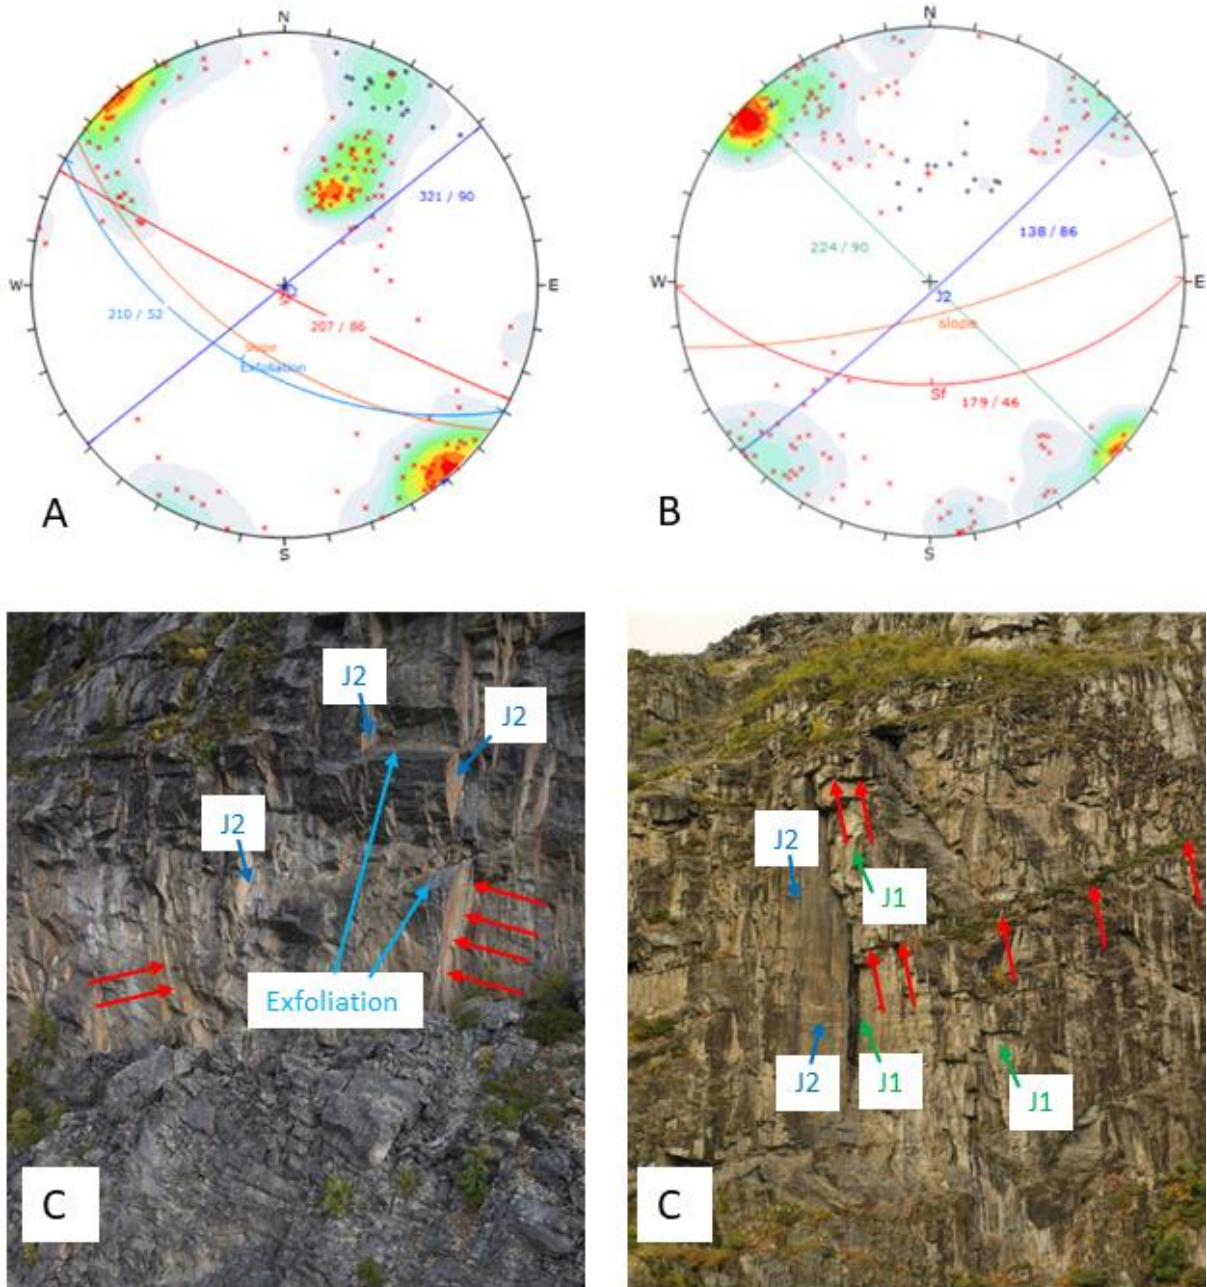 N
N
321 / 90
138 / 86
224 / 90
W
E
W
E
J2
210 / 52
207 / 86
slope
slope
Exfoliation
Sf
179 / 46
A
B
S
S
J2
J2
J2
J2
J1
Exfoliation
J2
J1
J1
C
C